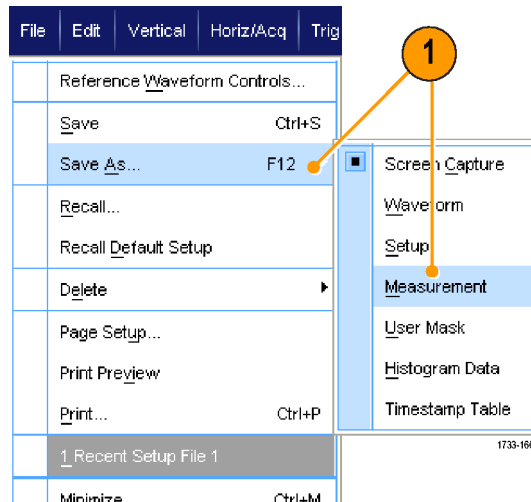 File Edit Vertical Horiz/Acq Trig
1
Reference Waveform Controls...
Save Ctrl+S
Save As... F12
Recall...
Recall Default Setup
Delete
Page Setup...
Print Preview
Print... Ctrl+P
1 Recent Setup File 1
Minimize Ctrl+M
Screen Capture
Waveform
Setup
Measurement
User Mask
Histogram Data
Timestamp Table